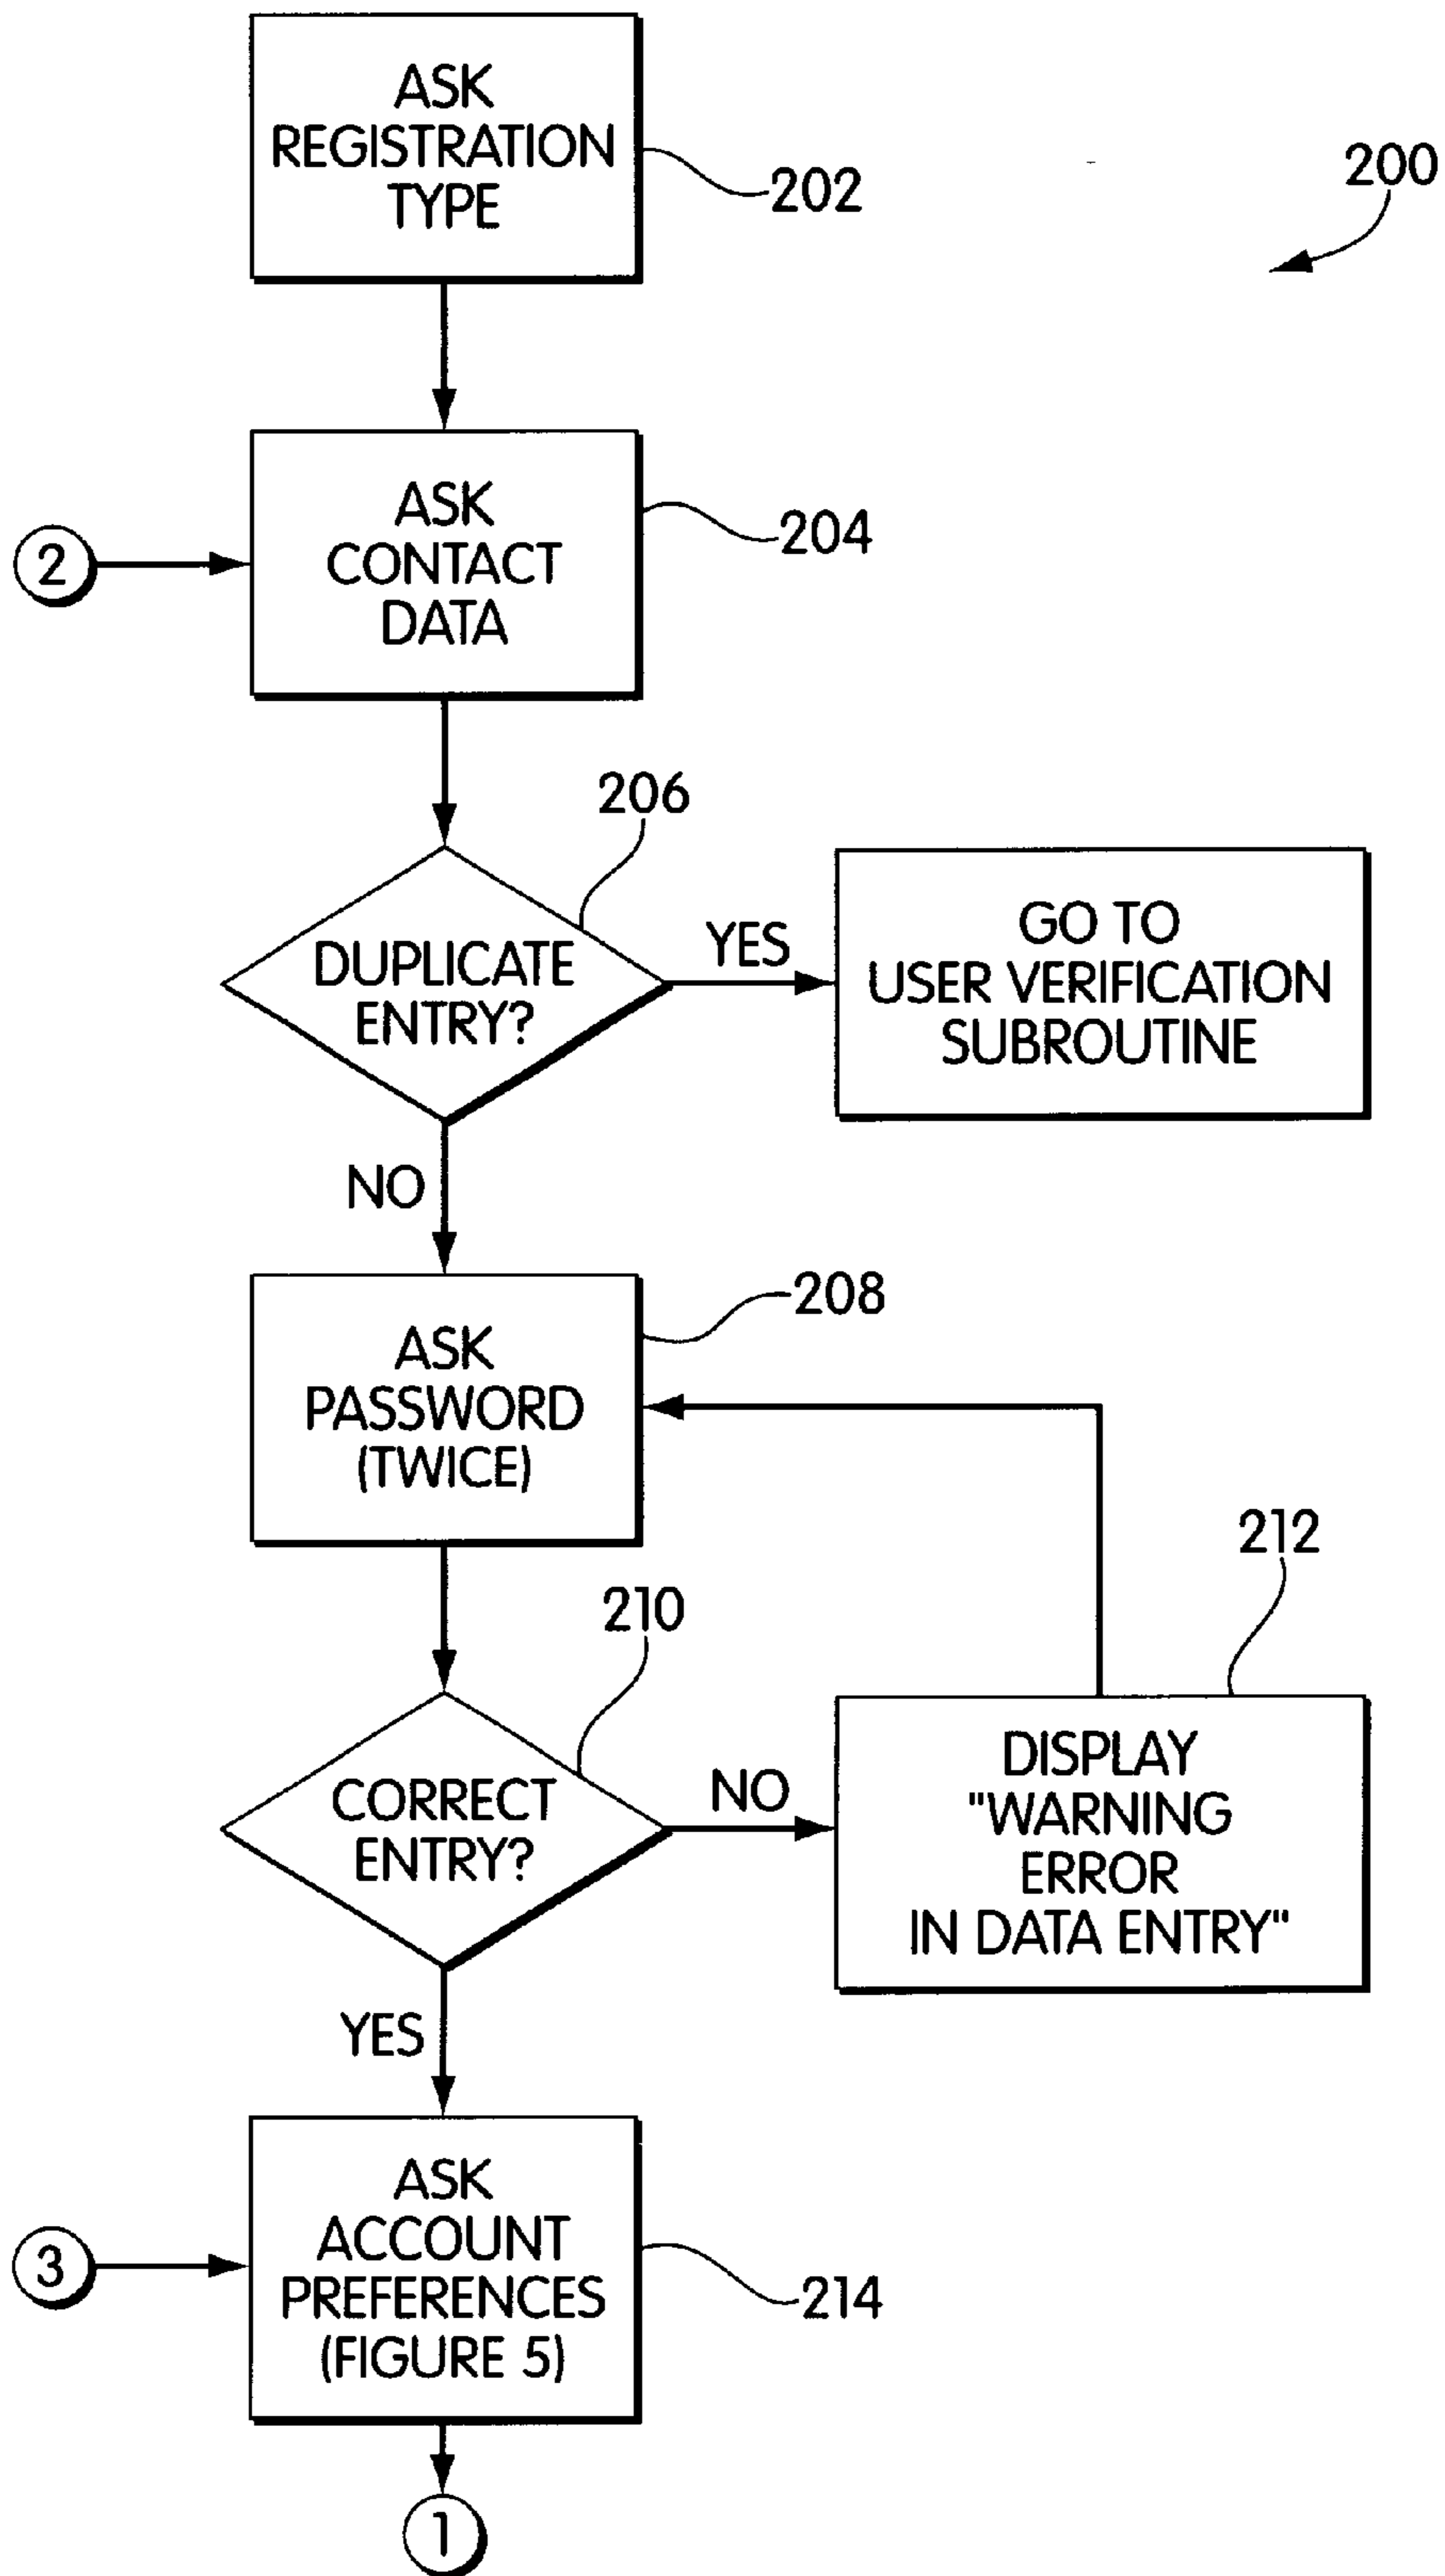 ASK
REGISTRATION
TYPE
202
200
ASK
CONTACT
DATA
204
2
206
DUPLICATE
ENTRY?
YES
GO TO
USER VERIFICATION
SUBROUTINE
NO
208
ASK
PASSWORD
(TWICE)
212
210
CORRECT
ENTRY?
NO
DISPLAY
"WARNING
ERROR
IN DATA ENTRY"
YES
ASK
ACCOUNT
PREFERENCES
(FIGURE 5)
3
214
1